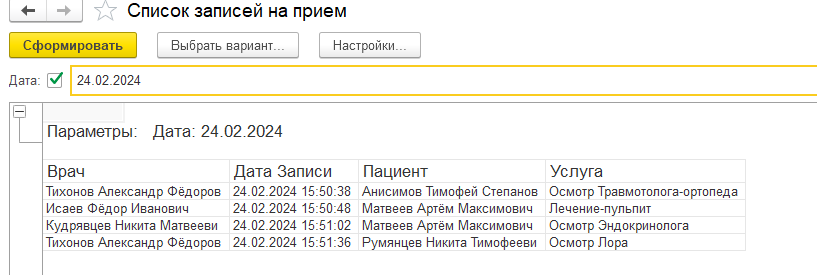 Список записей на прием
Сформировать Выбрать вариант... Настройки...
Дата: 24.02.2024
Параметры: Дата: 24.02.2024
Врач Дата Записи Пациент Услуга
Тихонов Александр Фёдоров 24.02.2024 15:50:38 Анисимов Тимофей Степанов Осмотр Травмотолога-ортопеда
Исаев Фёдор Иванович 24.02.2024 15:50:48 Матвеев Артём Максимович Лечение-пульпит
Кудрявцев Никита Матвееви 24.02.2024 15:51:02 Матвеев Артём Максимович Осмотр Эндокринолога
Тихонов Александр Фёдоров 24.02.2024 15:51:36 Румянцев Никита Тимофееви Осмотр Лора